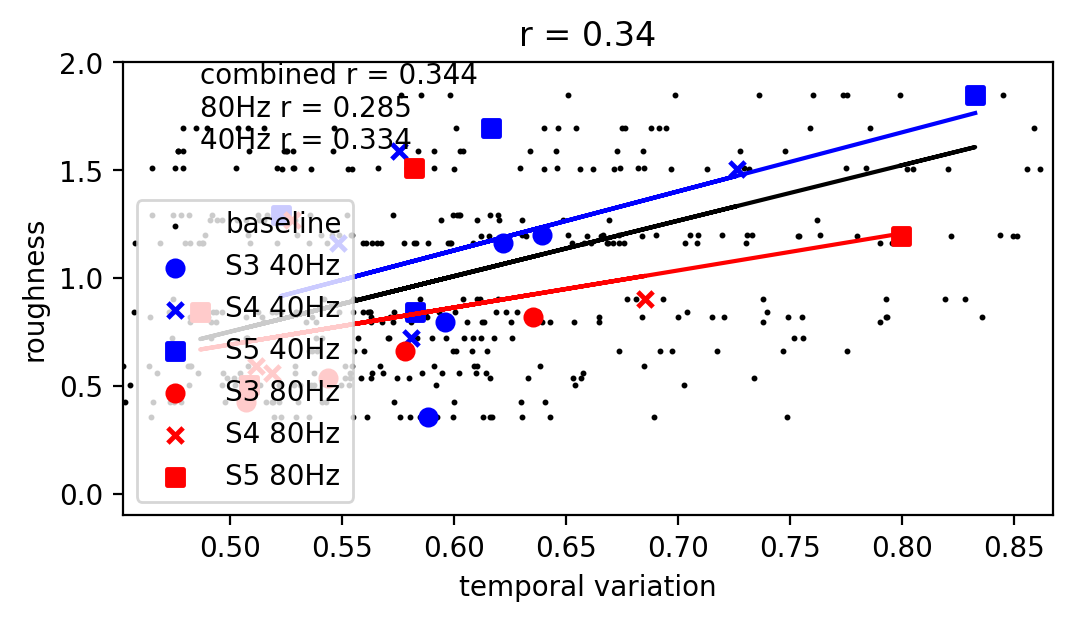 r = 0.34
combined r = 0.344
80Hz r = 0.285
40Hz r = 0.334
2.0
1.5
1.0
0.5
0.0
roughness
baseline
S3 40Hz
S4 40Hz
S5 40Hz
S3 80Hz
S4 80Hz
S5 80Hz
0.50 0.55 0.60 0.65 0.70 0.75 0.80 0.85
temporal variation